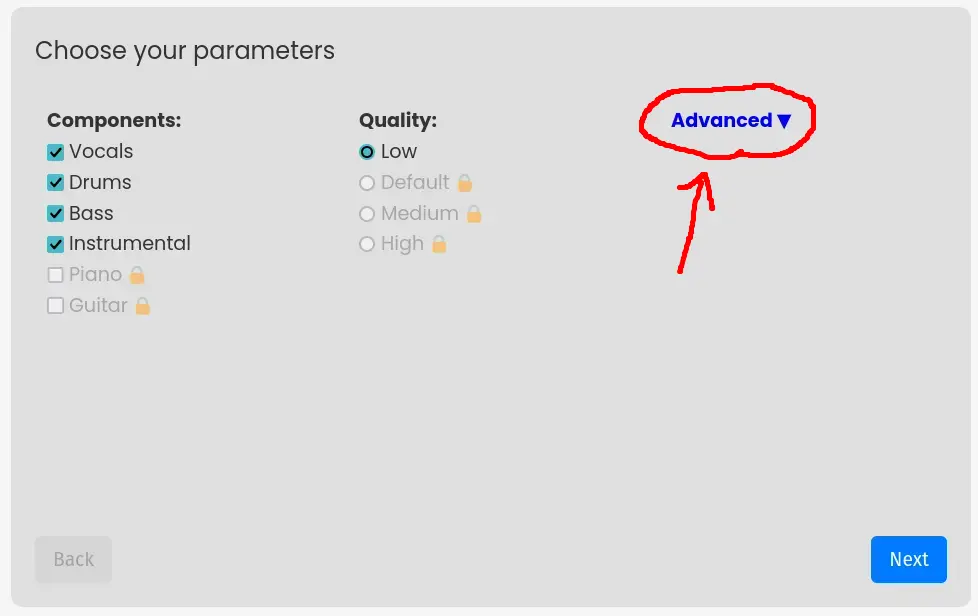 Choose your parameters
Components:
Vocals
Drums
Bass
Instrumental
Piano 🔒
Guitar 🔒
Quality:
Low
Default 🔒
Medium 🔒
High 🔒
Advanced ▼
Back
Next